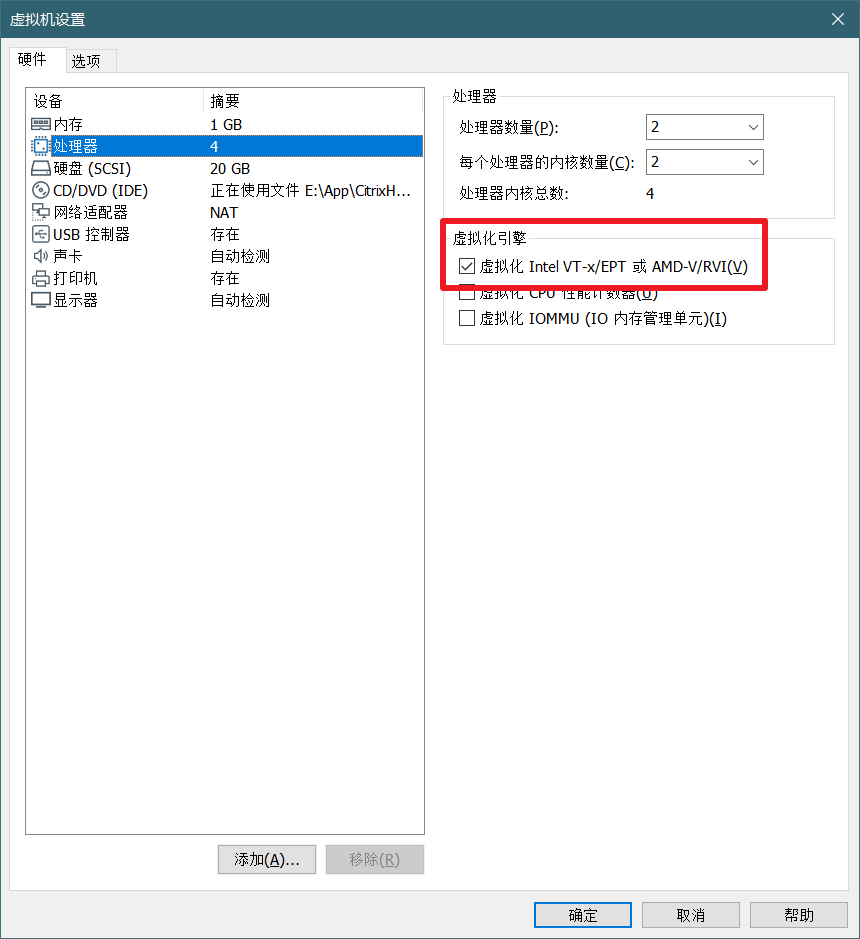 虚拟机设置
硬件 选项
设备 摘要
内存 1 GB
处理器 4
硬盘 (SCSI) 20 GB
CD/DVD (IDE) 正在使用文件 E:\App\CitrixH...
网络适配器 NAT
USB 控制器 存在
声卡 自动检测
打印机 存在
显示器 自动检测
添加(A)... 移除(R)
处理器
处理器数量(P): 2
每个处理器的内核数量(C): 2
处理器内核总数: 4
虚拟化引擎
虚拟化 Intel VT-x/EPT 或 AMD-V/RVI(V)
虚拟化 CPU 性能计数器(U)
虚拟化 IOMMU (IO 内存管理单元)(I)
确定 取消 帮助